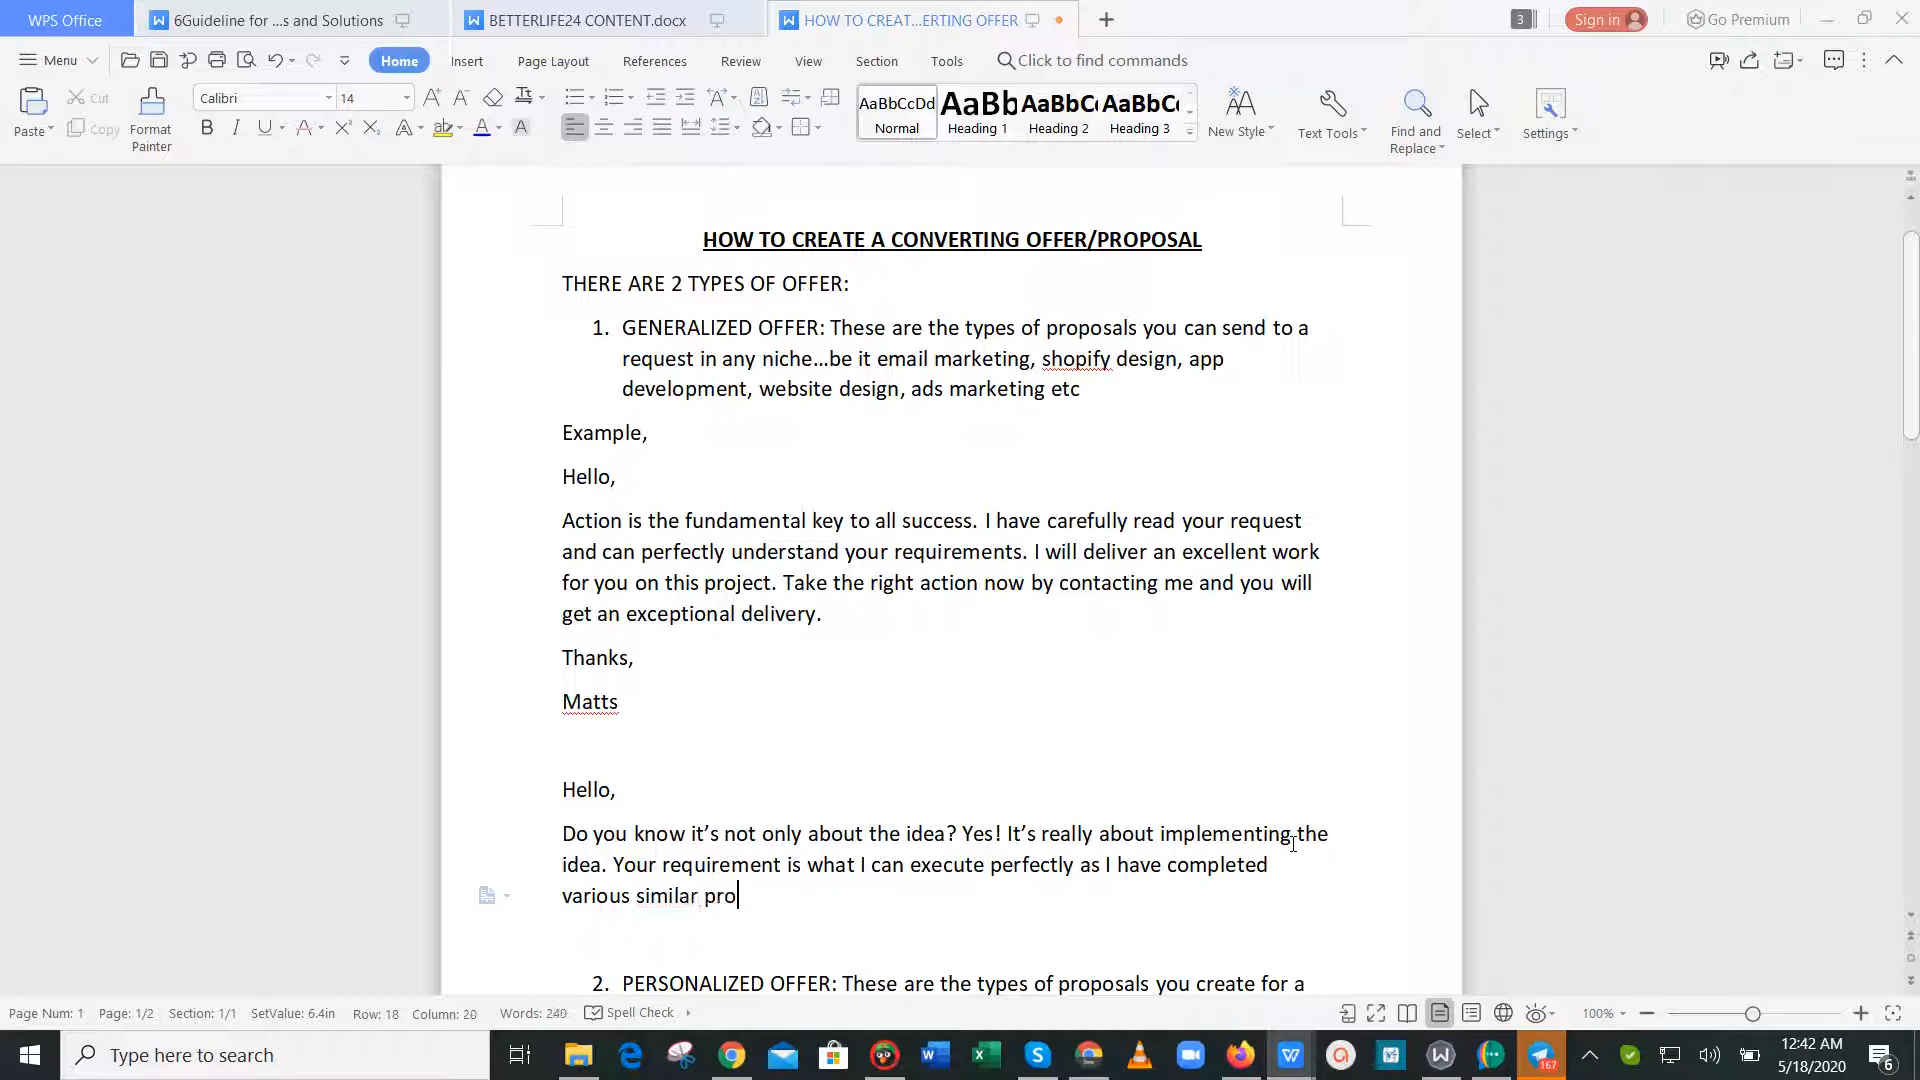 WPS Office
6Guideline for ...s and Solutions
BETTERLIFE24 CONTENT.docx
HOW TO CREAT...ERTING OFFER
3
Sign in
Go Premium
Menu
Home
Insert
Page Layout
References
Review
View
Section
Tools
Click to find commands
Paste
Cut
Copy
Format Painter
Calibri
14
AaBbCcDd
Normal
AaBb
Heading 1
AaBbC
Heading 2
AaBbC
Heading 3
New Style
Text Tools
Find and Replace
Select
Settings
HOW TO CREATE A CONVERTING OFFER/PROPOSAL
THERE ARE 2 TYPES OF OFFER:
1. GENERALIZED OFFER: These are the types of proposals you can send to a
request in any niche...be it email marketing, shopify design, app
development, website design, ads marketing etc
Example,
Hello,
Action is the fundamental key to all success. I have carefully read your request
and can perfectly understand your requirements. I will deliver an excellent work
for you on this project. Take the right action now by contacting me and you will
get an exceptional delivery.
Thanks,
Matts
Hello,
Do you know it's not only about the idea? Yes! It's really about implementing the
idea. Your requirement is what I can execute perfectly as I have completed
various similar pro
2. PERSONALIZED OFFER: These are the types of proposals you create for a
Page Num: 1
Page: 1/2
Section: 1/1
SetValue: 6.4in
Row: 18
Column: 20
Words: 240
Spell Check
100%
Type here to search
167
12:42 AM
5/18/2020
6